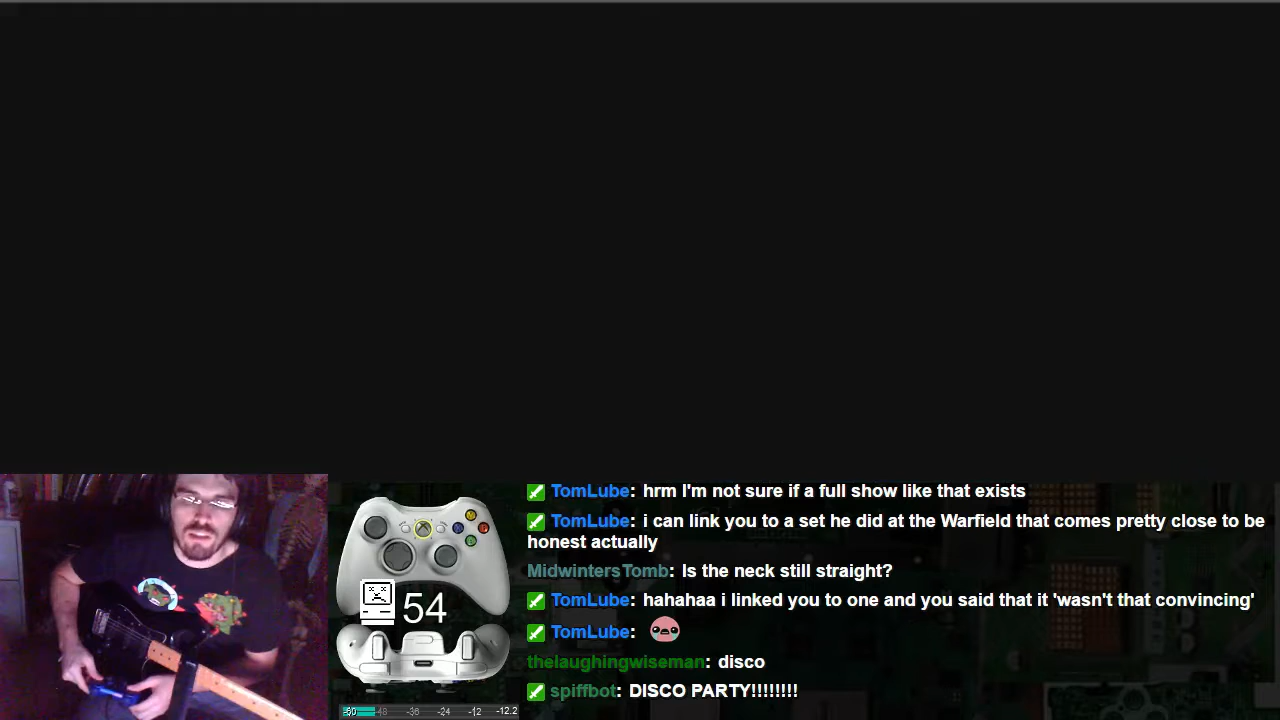 TomLube: hrm I'm not sure if a full show like that exists
TomLube: i can link you to a set he did at the Warfield that comes pretty close to be
honest actually
MidwintersTomb: Is the neck still straight?
TomLube: hahahaa i linked you to one and you said that it 'wasn't that convincing'
54
TomLube:
thelaughingwiseman: disco
spiffbot: DISCO PARTY!!!!!!!!
-60 -48 -36 -24 -12 -12.2